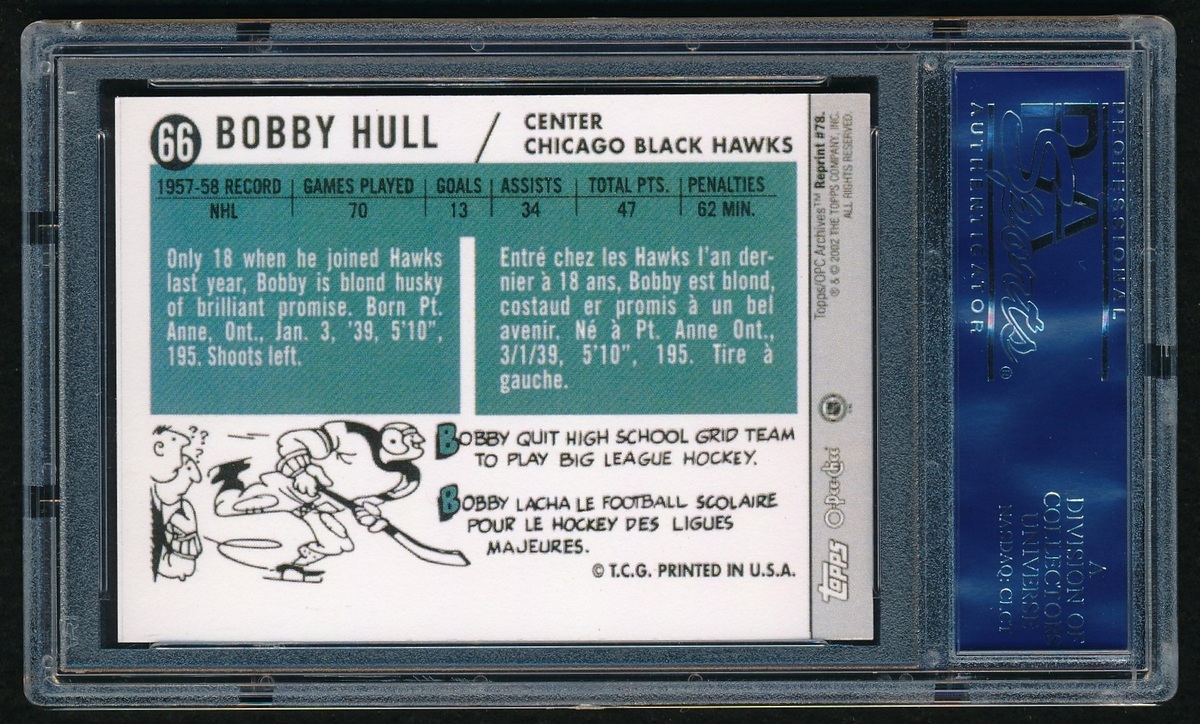 66 BOBBY HULL / CENTER
CHICAGO BLACK HAWKS
1957-58 RECORD GAMES PLAYED GOALS ASSISTS TOTAL PTS. PENALTIES
NHL 70 13 34 47 62 MIN.
Only 18 when he joined Hawks
last year, Bobby is blond husky
of brilliant promise. Born Pt.
Anne, Ont., Jan. 3, '39, 5'10",
195. Shoots left.
Entré chez les Hawks l'an der-
nier à 18 ans, Bobby est blond,
costaud er promis à un bel
avenir. Né à Pt. Anne Ont.,
3/1/39, 5'10", 195. Tire à
gauche.
??
??
BOBBY QUIT HIGH SCHOOL GRID TEAM
TO PLAY BIG LEAGUE HOCKEY.
BOBBY LACHA LE FOOTBALL SCOLAIRE
POUR LE HOCKEY DES LIGUES
MAJEURES.
© T.C.G. PRINTED IN U.S.A.
Topps/OPC Archives™ Reprint #78.
® & © 2002 THE TOPPS COMPANY, INC.
ALL RIGHTS RESERVED.
topps O-Pee-Chee
PROFESSIONAL
PSA
Sports ®
AUTHENTICATOR
A
DIVISION OF
COLLECTORS
UNIVERSE
NASDAQ: CLCT